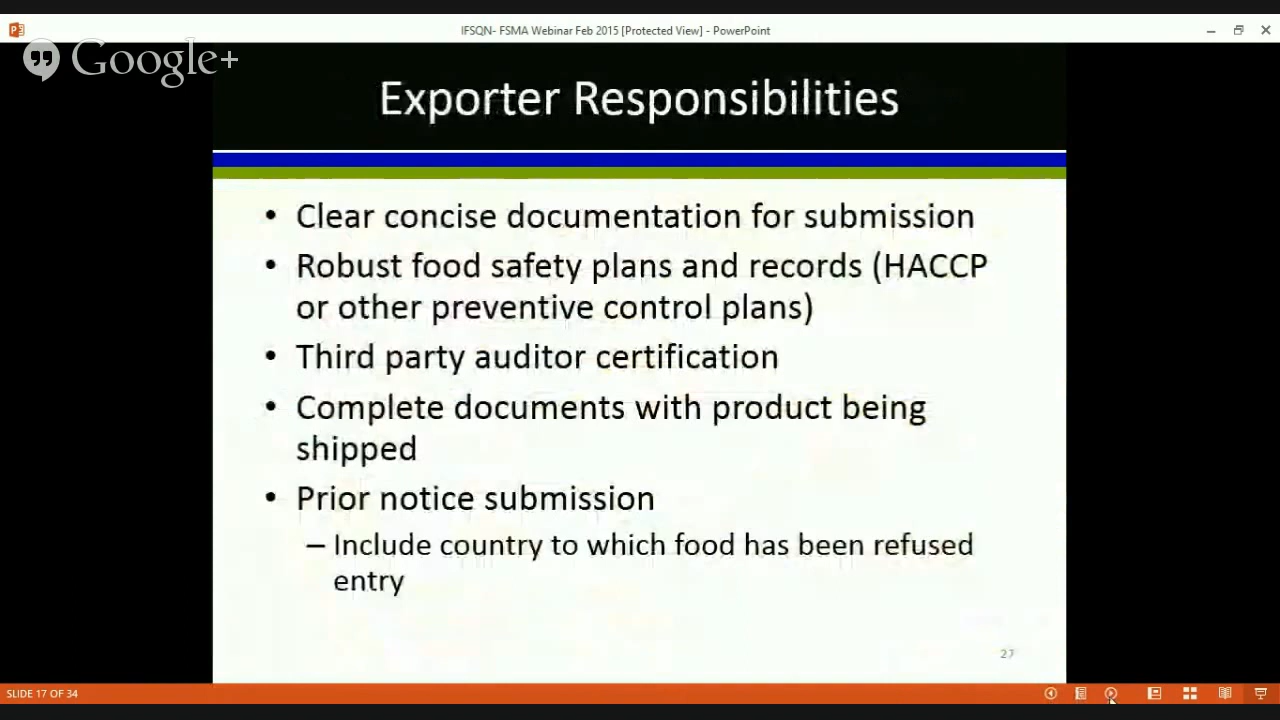 IFSQN- FSMA Webinar Feb 2015 [Protected View] - PowerPoint
Google+
Exporter Responsibilities
• Clear concise documentation for submission
• Robust food safety plans and records (HACCP
or other preventive control plans)
• Third party auditor certification
• Complete documents with product being
shipped
• Prior notice submission
– Include country to which food has been refused
entry
27
SLIDE 17 OF 34